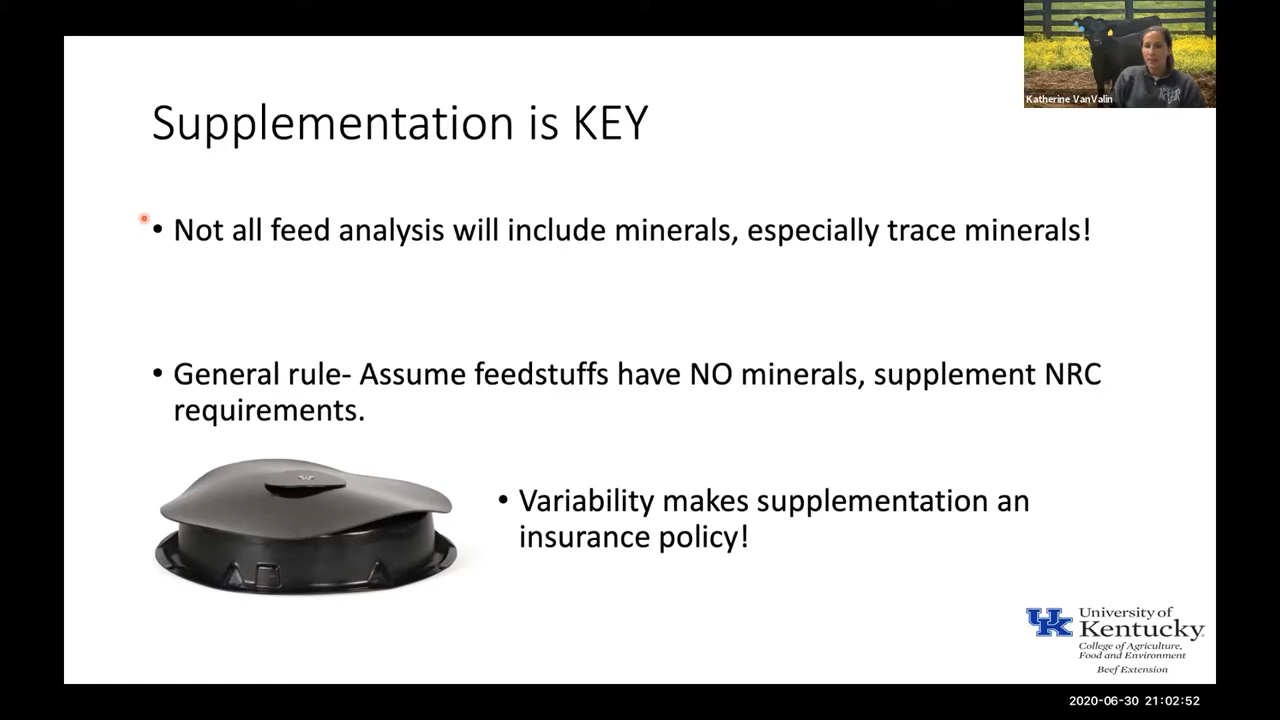 Katherine VanValin
Supplementation is KEY
• Not all feed analysis will include minerals, especially trace minerals!
• General rule- Assume feedstuffs have NO minerals, supplement NRC
requirements.
• Variability makes supplementation an
insurance policy!
UK
University of
Kentucky
College of Agriculture,
Food and Environment
Beef Extension
2020-06-30 21:02:52